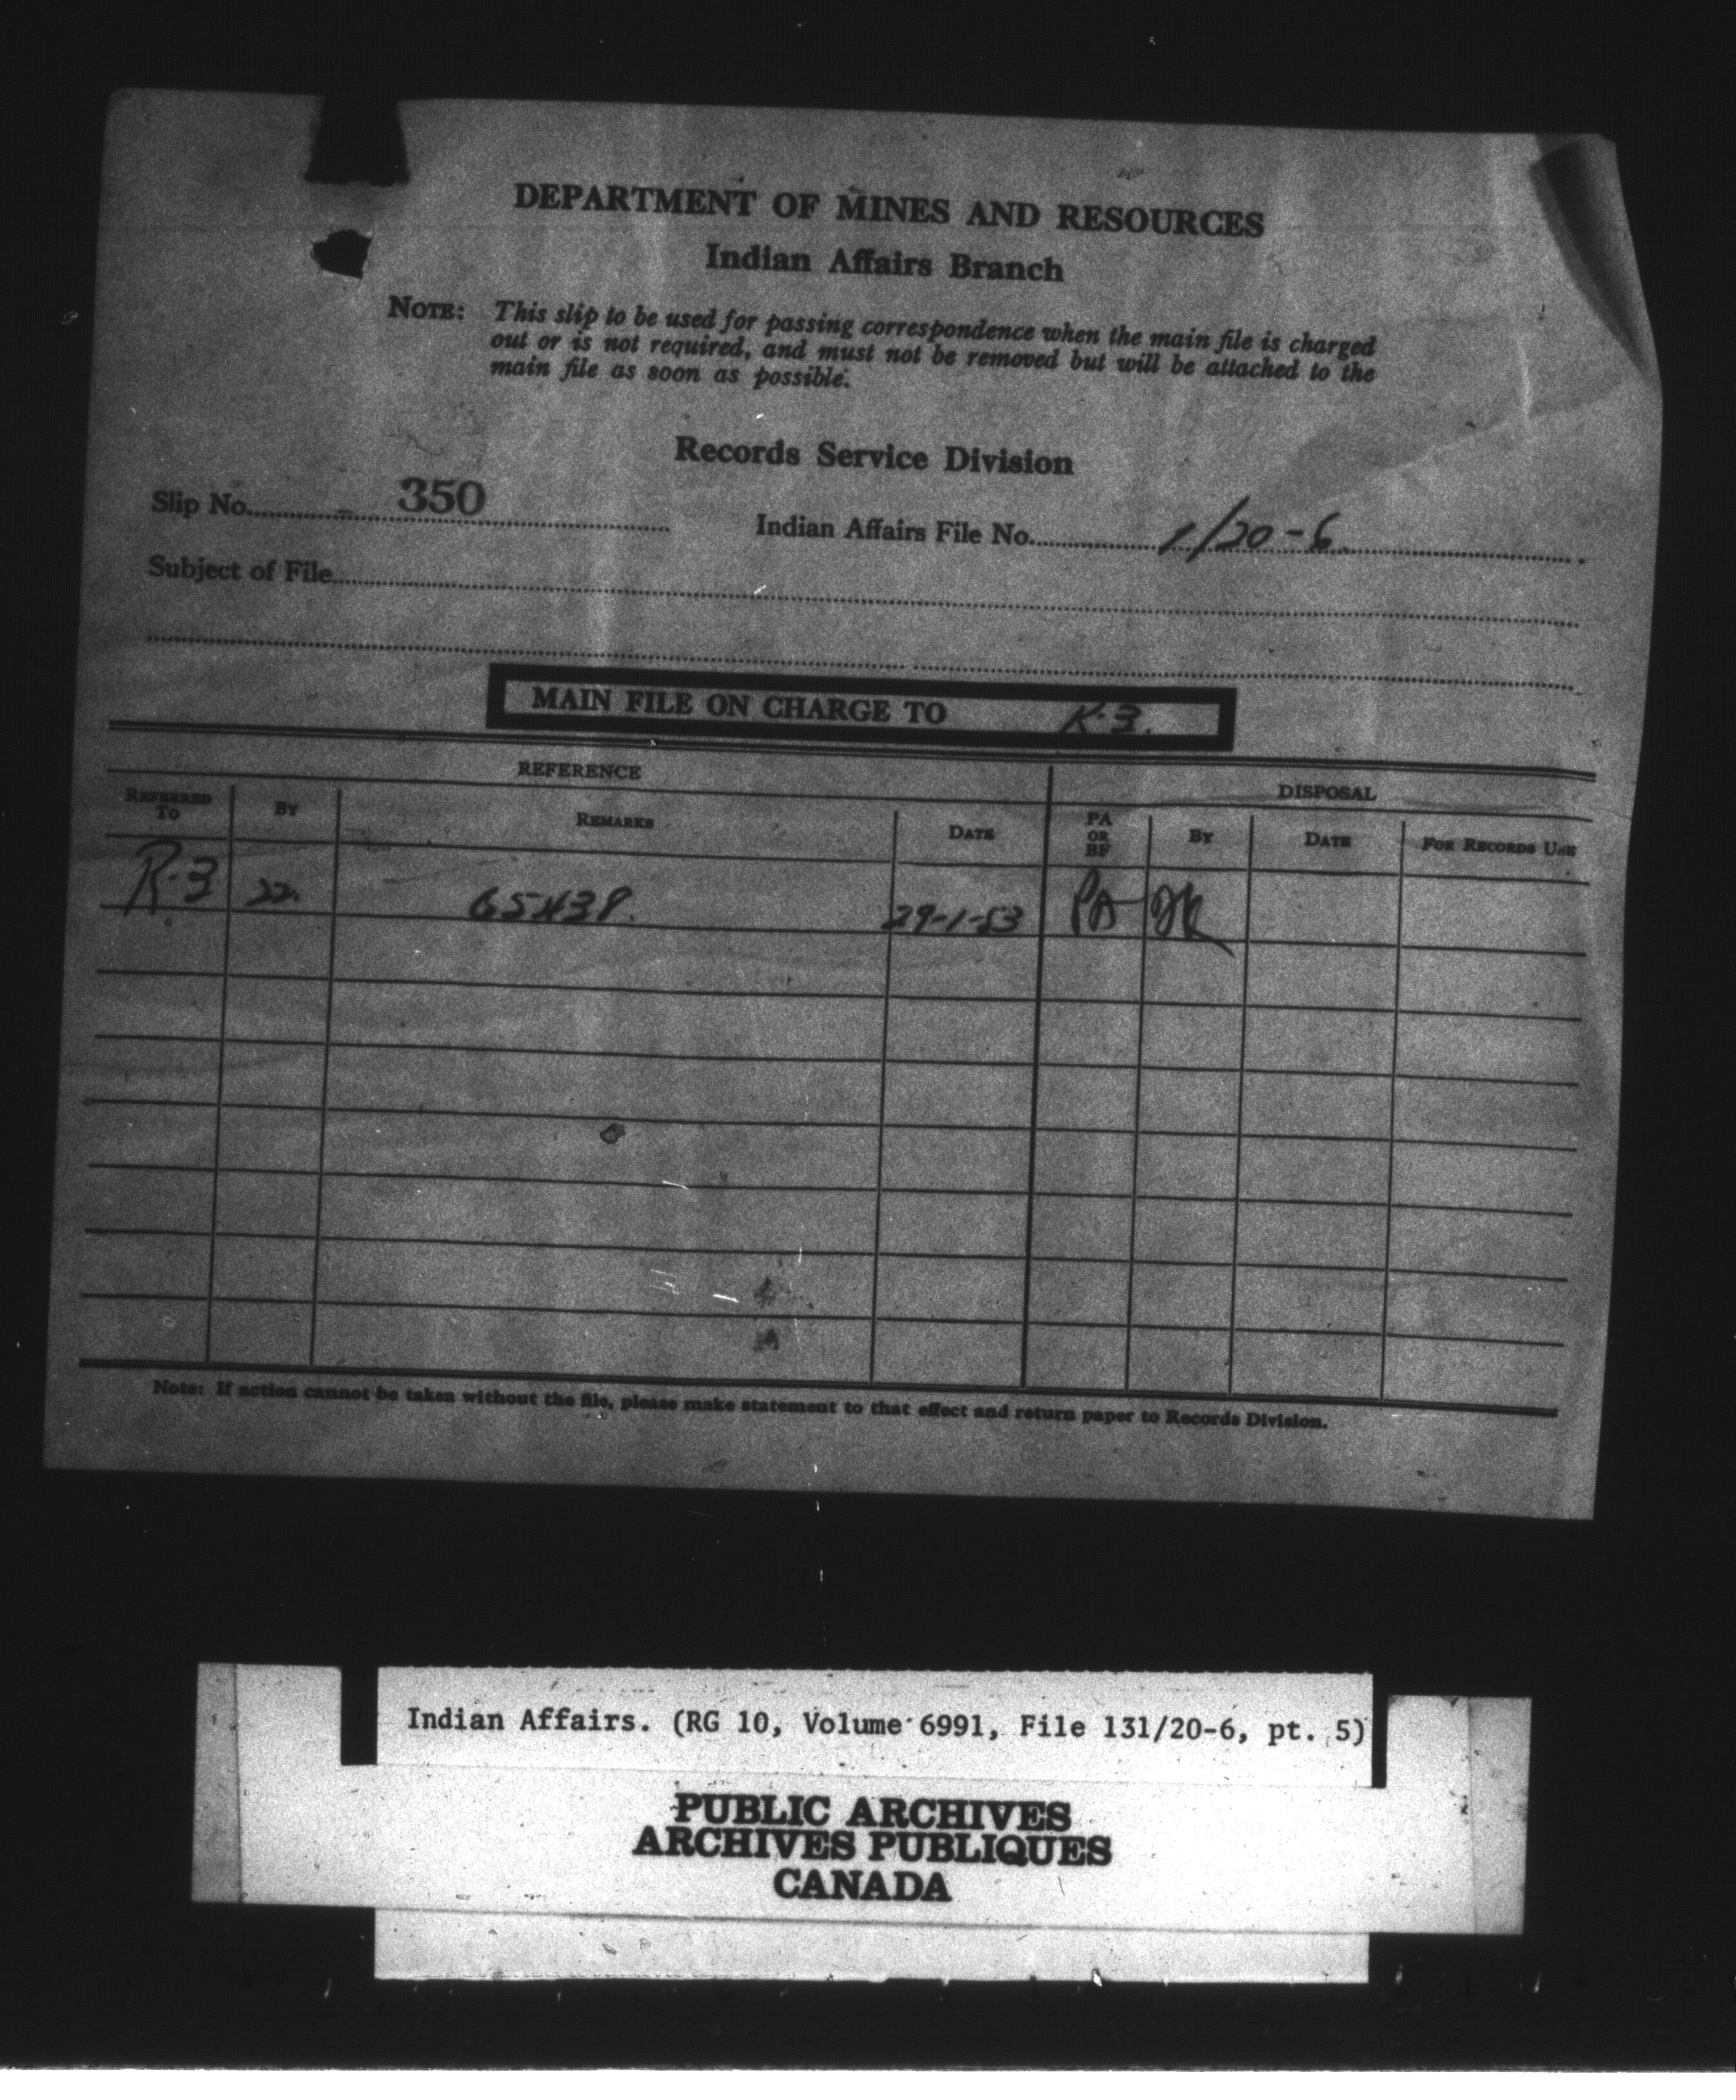 DEPARTMENT OF MINES AND RESOURCES
Indian Affairs Branch
NOTE: This slip to be used for passing correspondence when the main file is charged
out or is not required, and must not be removed but will be attached to the
main file as soon as possible.
Records Service Division
Slip No. - 350
Indian Affairs File No. 1/20-6.
Subject of File
MAIN FILE ON CHARGE TO K-3.
REFERENCE DISPOSAL
REFERRED TO BY REMARKS DATE PA OR BF BY DATE FOR RECORDS USE
R-3 22. 65438. 29-1-53 PA
Note: If action cannot be taken without the file, please make statement to that effect and return paper to Records Division.
Indian Affairs. (RG 10, Volume 6991, File 131/20-6, pt. 5)
PUBLIC ARCHIVES
ARCHIVES PUBLIQUES
CANADA